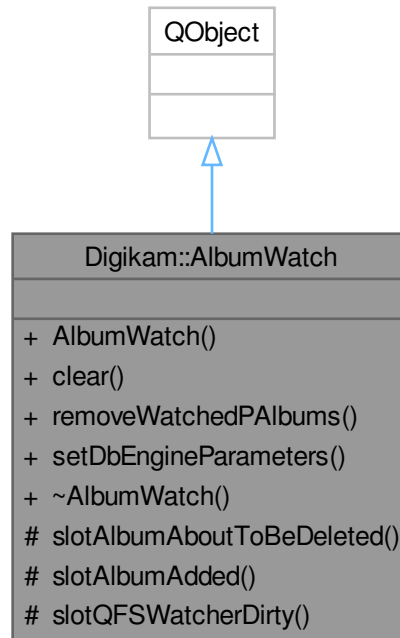 QObject
Digikam::AlbumWatch
+ AlbumWatch()
+ clear()
+ removeWatchedPAlbums()
+ setDbEngineParameters()
+ ~AlbumWatch()
# slotAlbumAboutToBeDeleted()
# slotAlbumAdded()
# slotQFSWatcherDirty()